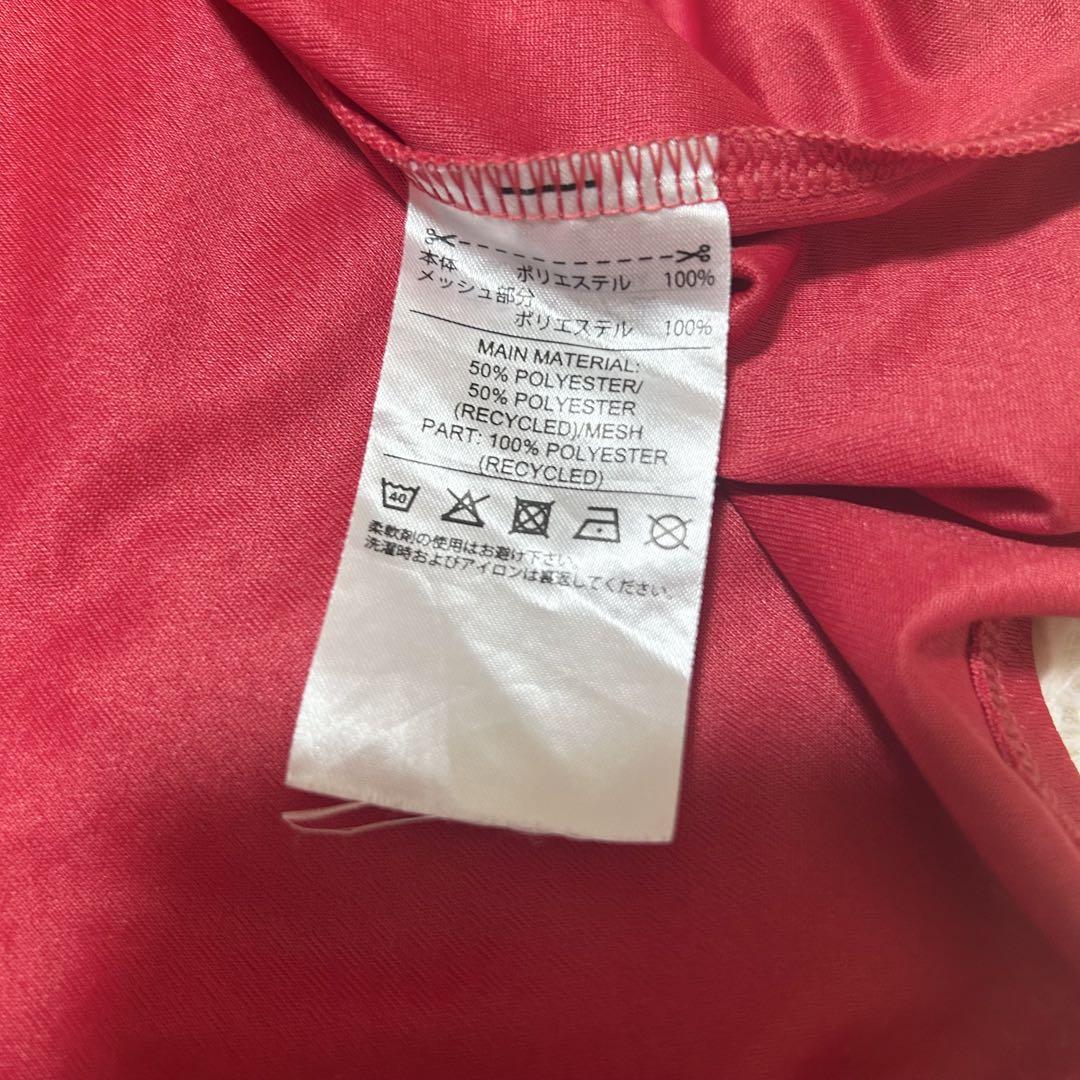 本体 ポリエステル 100%
メッシュ部分
ポリエステル 100%
MAIN MATERIAL:
50% POLYESTER/
50% POLYESTER
(RECYCLED)/MESH
PART: 100% POLYESTER
(RECYCLED)
40
柔軟剤の使用はお避け下さい。
洗濯時およびアイロンは裏返してください。